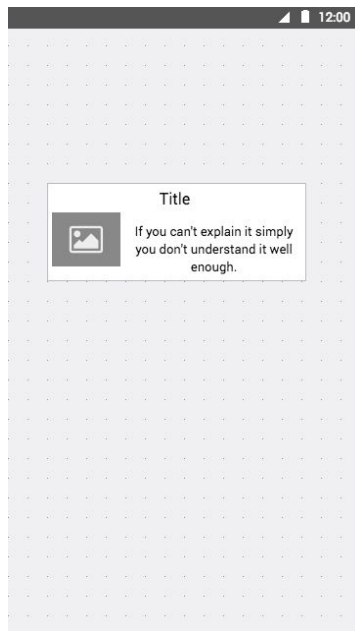 12:00
Title
If you can't explain it simply
you don't understand it well
enough.